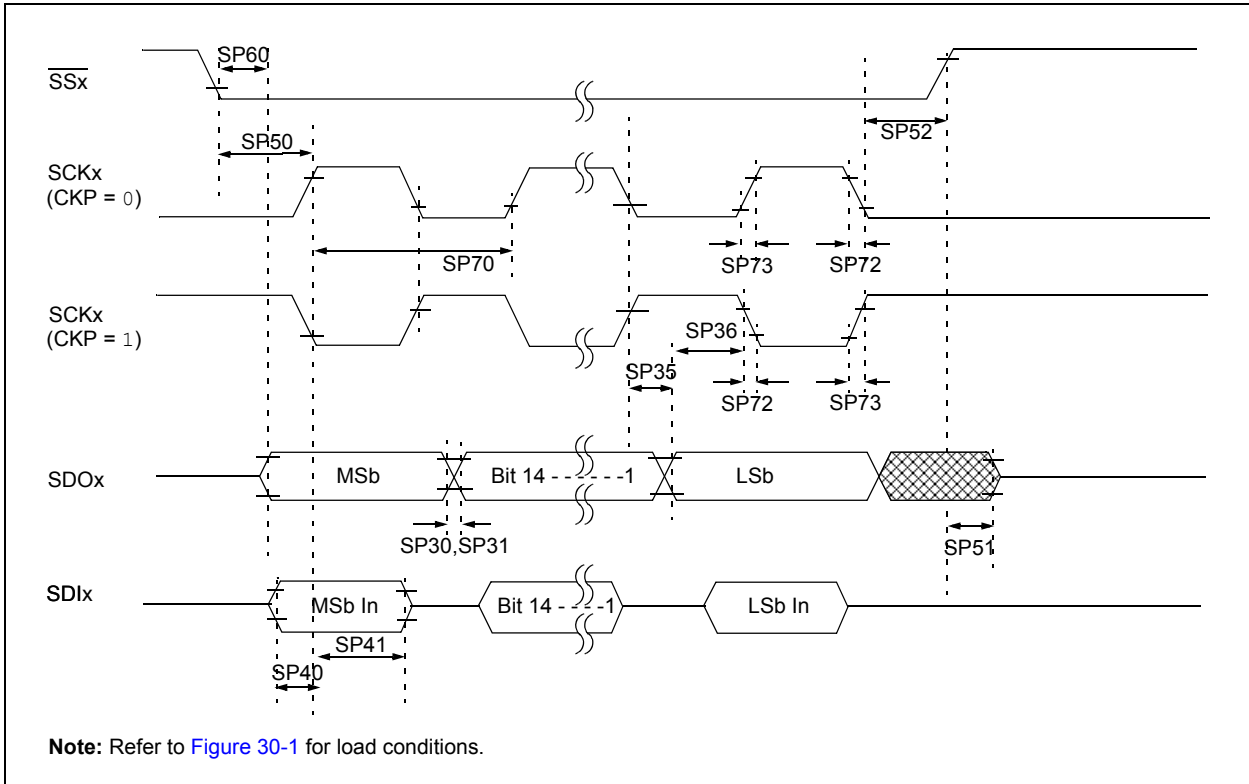 SP60
SSx
SP50
SP52
SCKx
(CKP = 0)
SP70
SP73
SP72
SCKx
(CKP = 1)
SP36
SP35
SP72
SP73
SDOx
MSb
Bit 14 - - - - - -1
LSb
SP30,SP31
SP51
SDIx
MSb In
Bit 14 - - - -1
LSb In
SP41
SP40
Note: Refer to Figure 30-1 for load conditions.